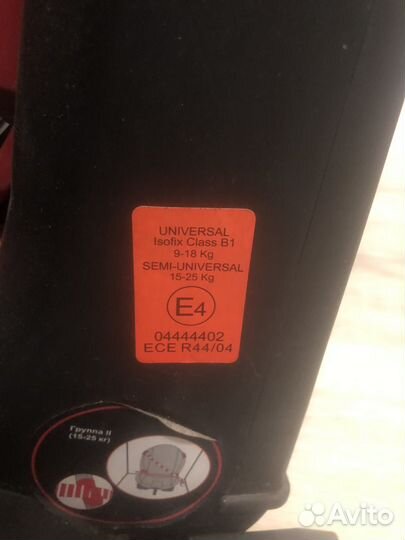 UNIVERSAL
Isofix Class B1
9-18 Kg
SEMI-UNIVERSAL
15-25 Kg
E4
04444402
ECE R44/04
Группа II
(15-25 кг)
Avito